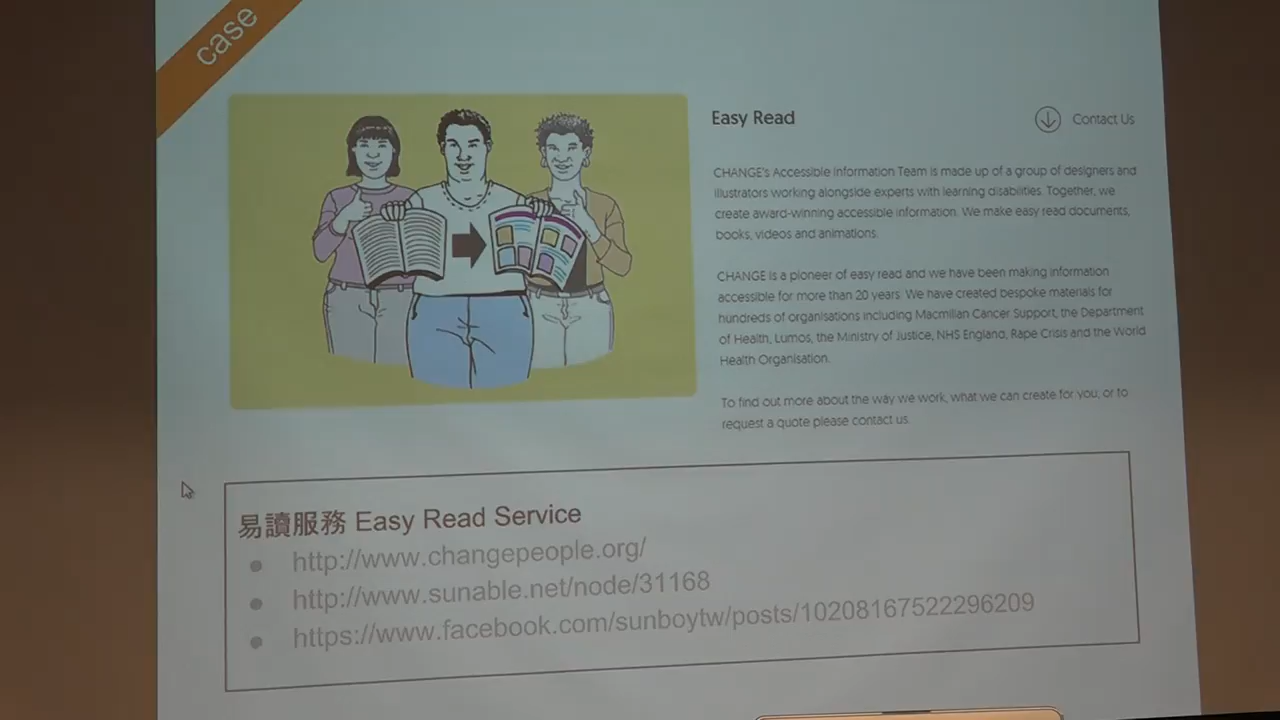 case
Easy Read
Contact Us
CHANGE's Accessible Information Team is made up of a group of designers and
illustrators working alongside experts with learning disabilities. Together, we
create award-winning accessible information. We make easy read documents,
books, videos and animations.
CHANGE is a pioneer of easy read and we have been making information
accessible for more than 20 years. We have created bespoke materials for
hundreds of organisations including Macmillan Cancer Support, the Department
of Health, Lumos, the Ministry of Justice, NHS England, Rape Crisis and the World
Health Organisation.
To find out more about the way we work, what we can create for you, or to
request a quote please contact us.
易讀服務 Easy Read Service
http://www.changepeople.org/
http://www.sunable.net/node/31168
https://www.facebook.com/sunboytw/posts/10208167522296209